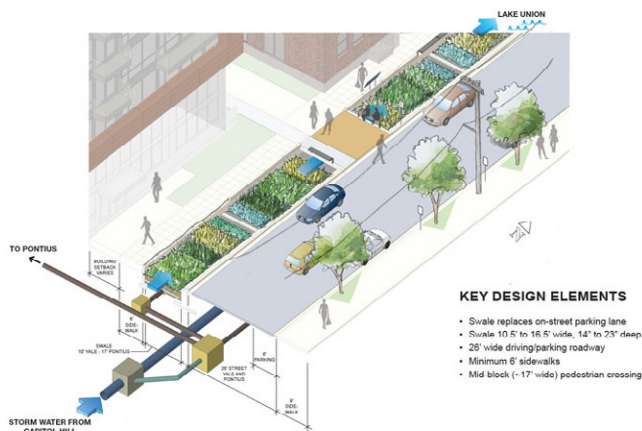 LAKE UNION
TO PONTIUS
BUILDING
SETBACK
VARIES
6'
SIDE-
WALK
SWALE
10' YALE - 17' PONTIUS
26' STREET
YALE AND
PONTIUS
6'
PARKING
6'
SIDE-
WALK
STORM WATER FROM
CAPITOL HILL
KEY DESIGN ELEMENTS
• Swale replaces on-street parking lane
• Swale 10.5' to 16.5' wide, 14" to 23" deep
• 26' wide driving/parking roadway
• Minimum 6' sidewalks
• Mid-block (~17' wide) pedestrian crossing